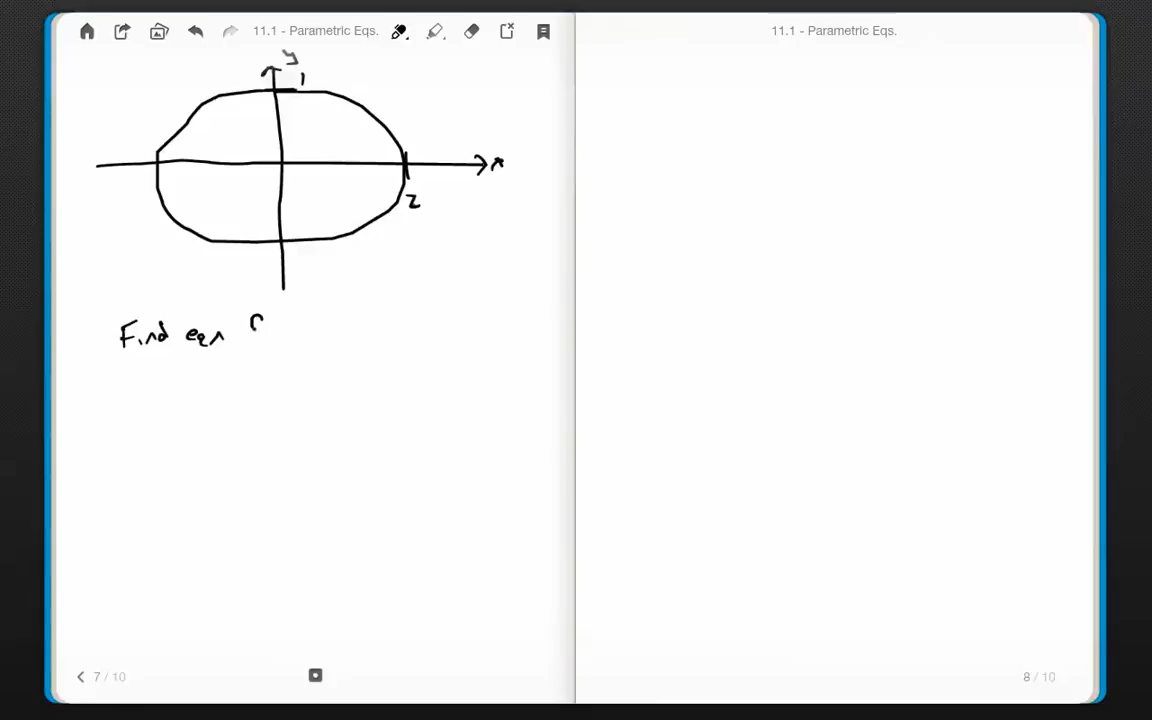 11.1 - Parametric Eqs.
11.1 - Parametric Eqs.
y
1
x
2
Find eqn
7 / 10
8 / 10